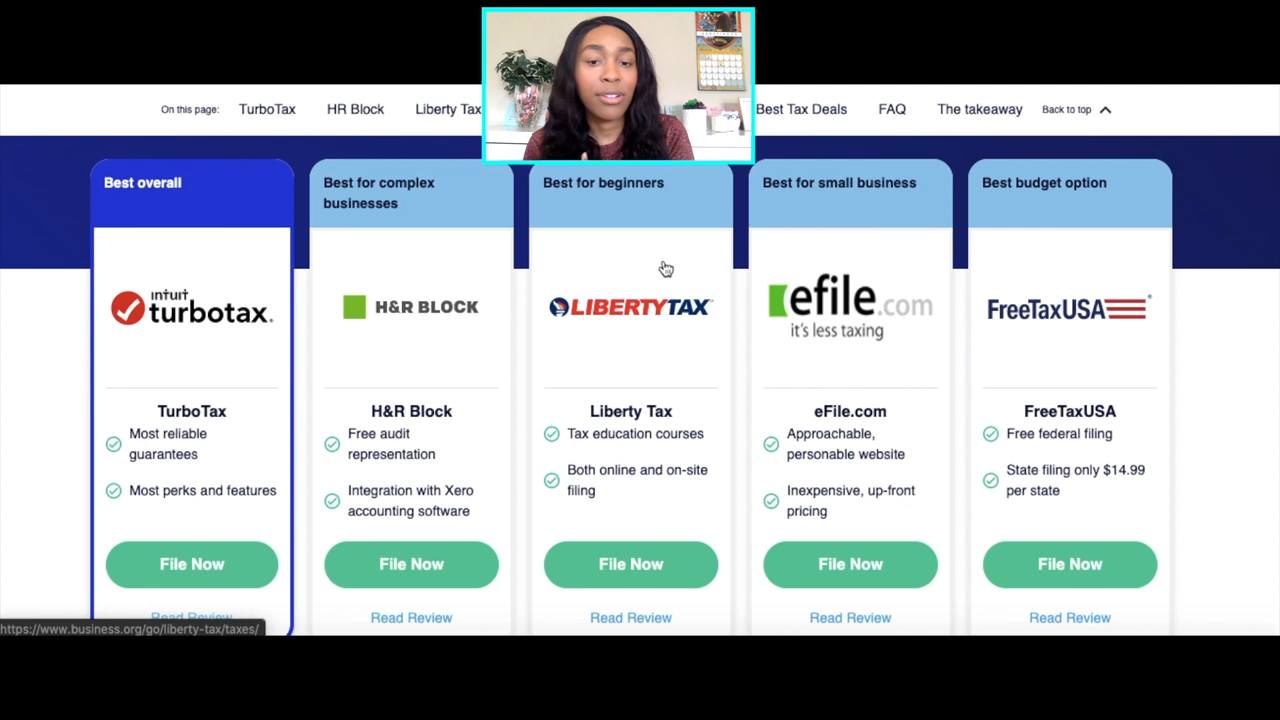 On this page:
TurboTax
HR Block
Liberty Tax
Best Tax Deals
FAQ
The takeaway
Back to top
Best overall
Best for complex
businesses
Best for beginners
Best for small business
Best budget option
intuit
turbotax.
H&R BLOCK
LIBERTYTAX
efile.com
it's less taxing
FreeTaxUSA®
TurboTax
Most reliable
guarantees
Most perks and features
H&R Block
Free audit
representation
Integration with Xero
accounting software
Liberty Tax
Tax education courses
Both online and on-site
filing
eFile.com
Approachable,
personable website
Inexpensive, up-front
pricing
FreeTaxUSA
Free federal filing
State filing only $14.99
per state
File Now
File Now
File Now
File Now
File Now
Read Review
Read Review
Read Review
Read Review
Read Review
https://www.business.org/go/liberty-tax/taxes/